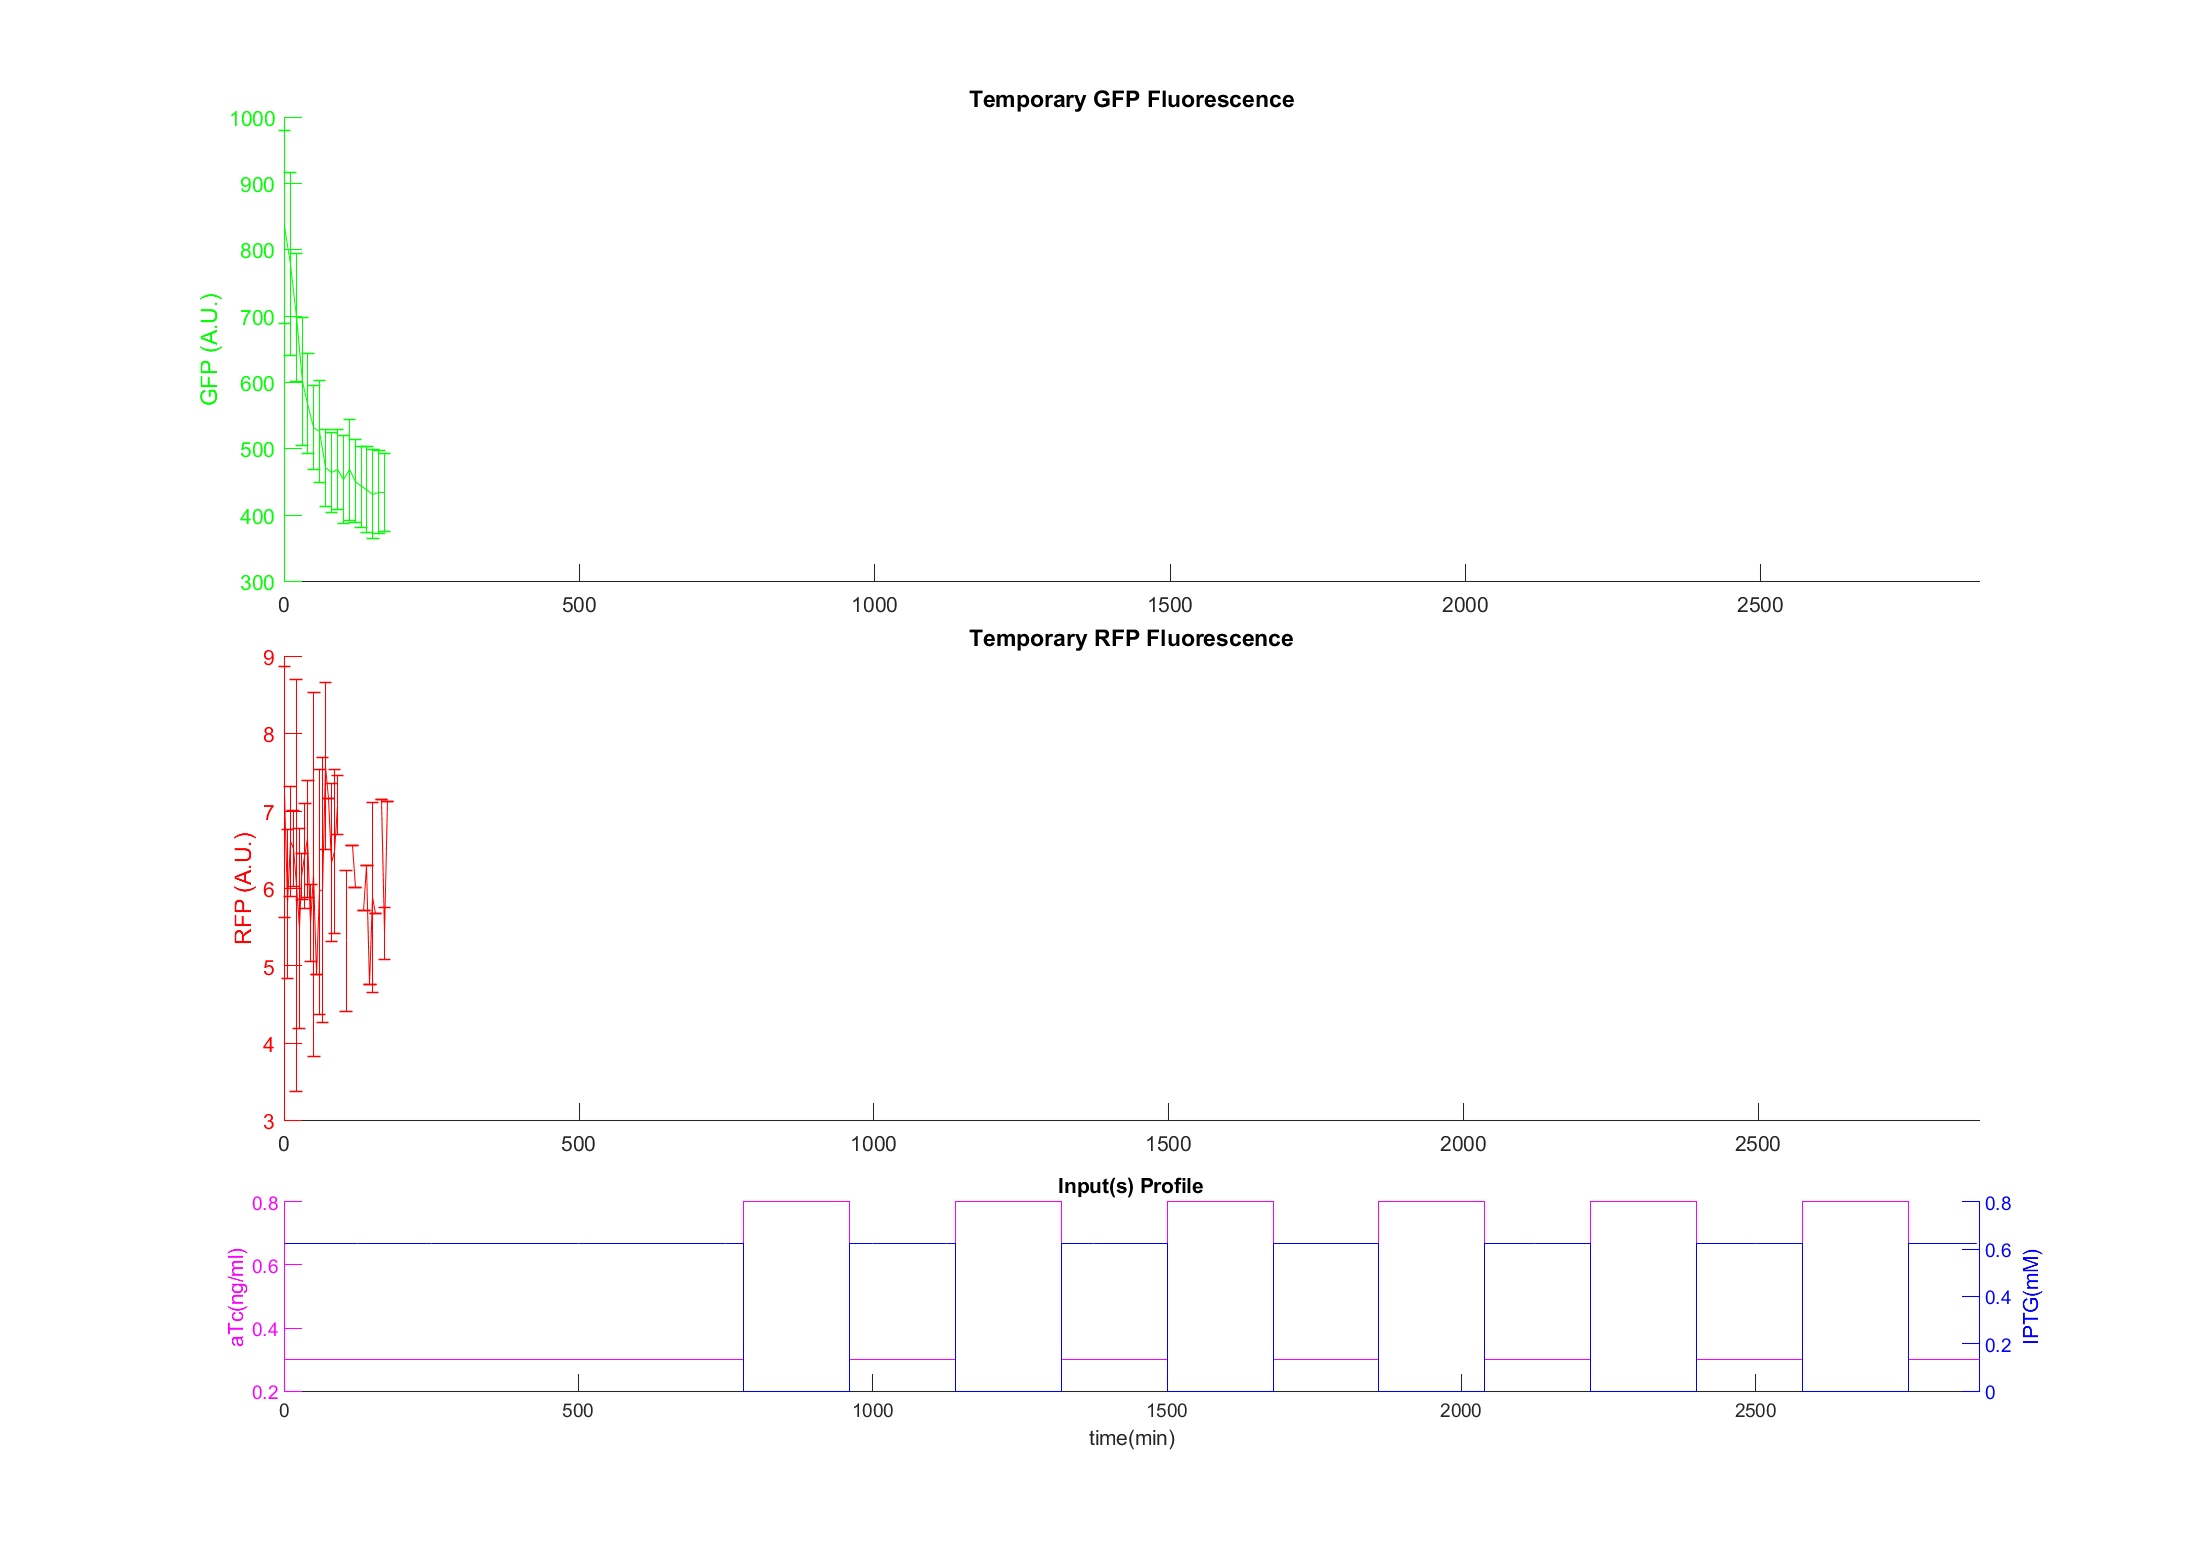 Temporary GFP Fluorescence
1000
900
800
700
600
500
400
300
GFP (A.U.)
0 500 1000 1500 2000 2500
Temporary RFP Fluorescence
9
8
7
6
5
4
3
RFP (A.U.)
0 500 1000 1500 2000 2500
Input(s) Profile
0.8
0.6
0.4
0.2
aTc(ng/ml)
0.8
0.6
0.4
0.2
0
IPTG(mM)
0 500 1000 1500 2000 2500
time(min)